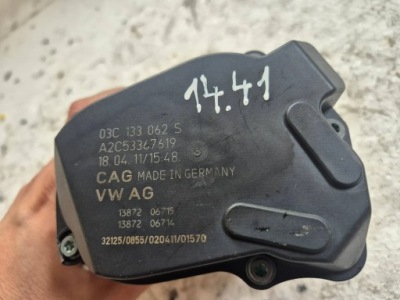 14.41
03C 133 062 S
A2C53347619
18.04.11/15:48
CAG MADE IN GERMANY
VW AG
13872 06715
13872 06714
32125/0855/020411/01570